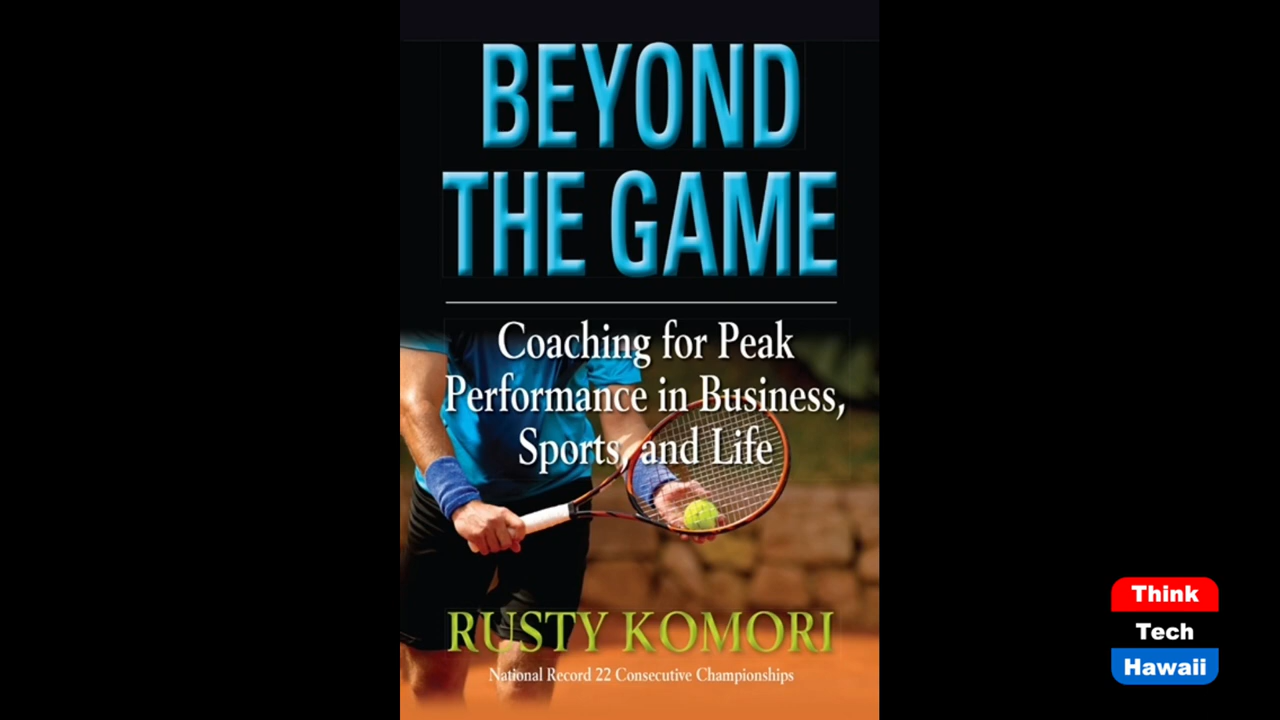 BEYOND
THE GAME
Coaching for Peak
Performance in Business,
Sports, and Life
RUSTY KOMORI
National Record 22 Consecutive Championships
Think
Tech
Hawaii